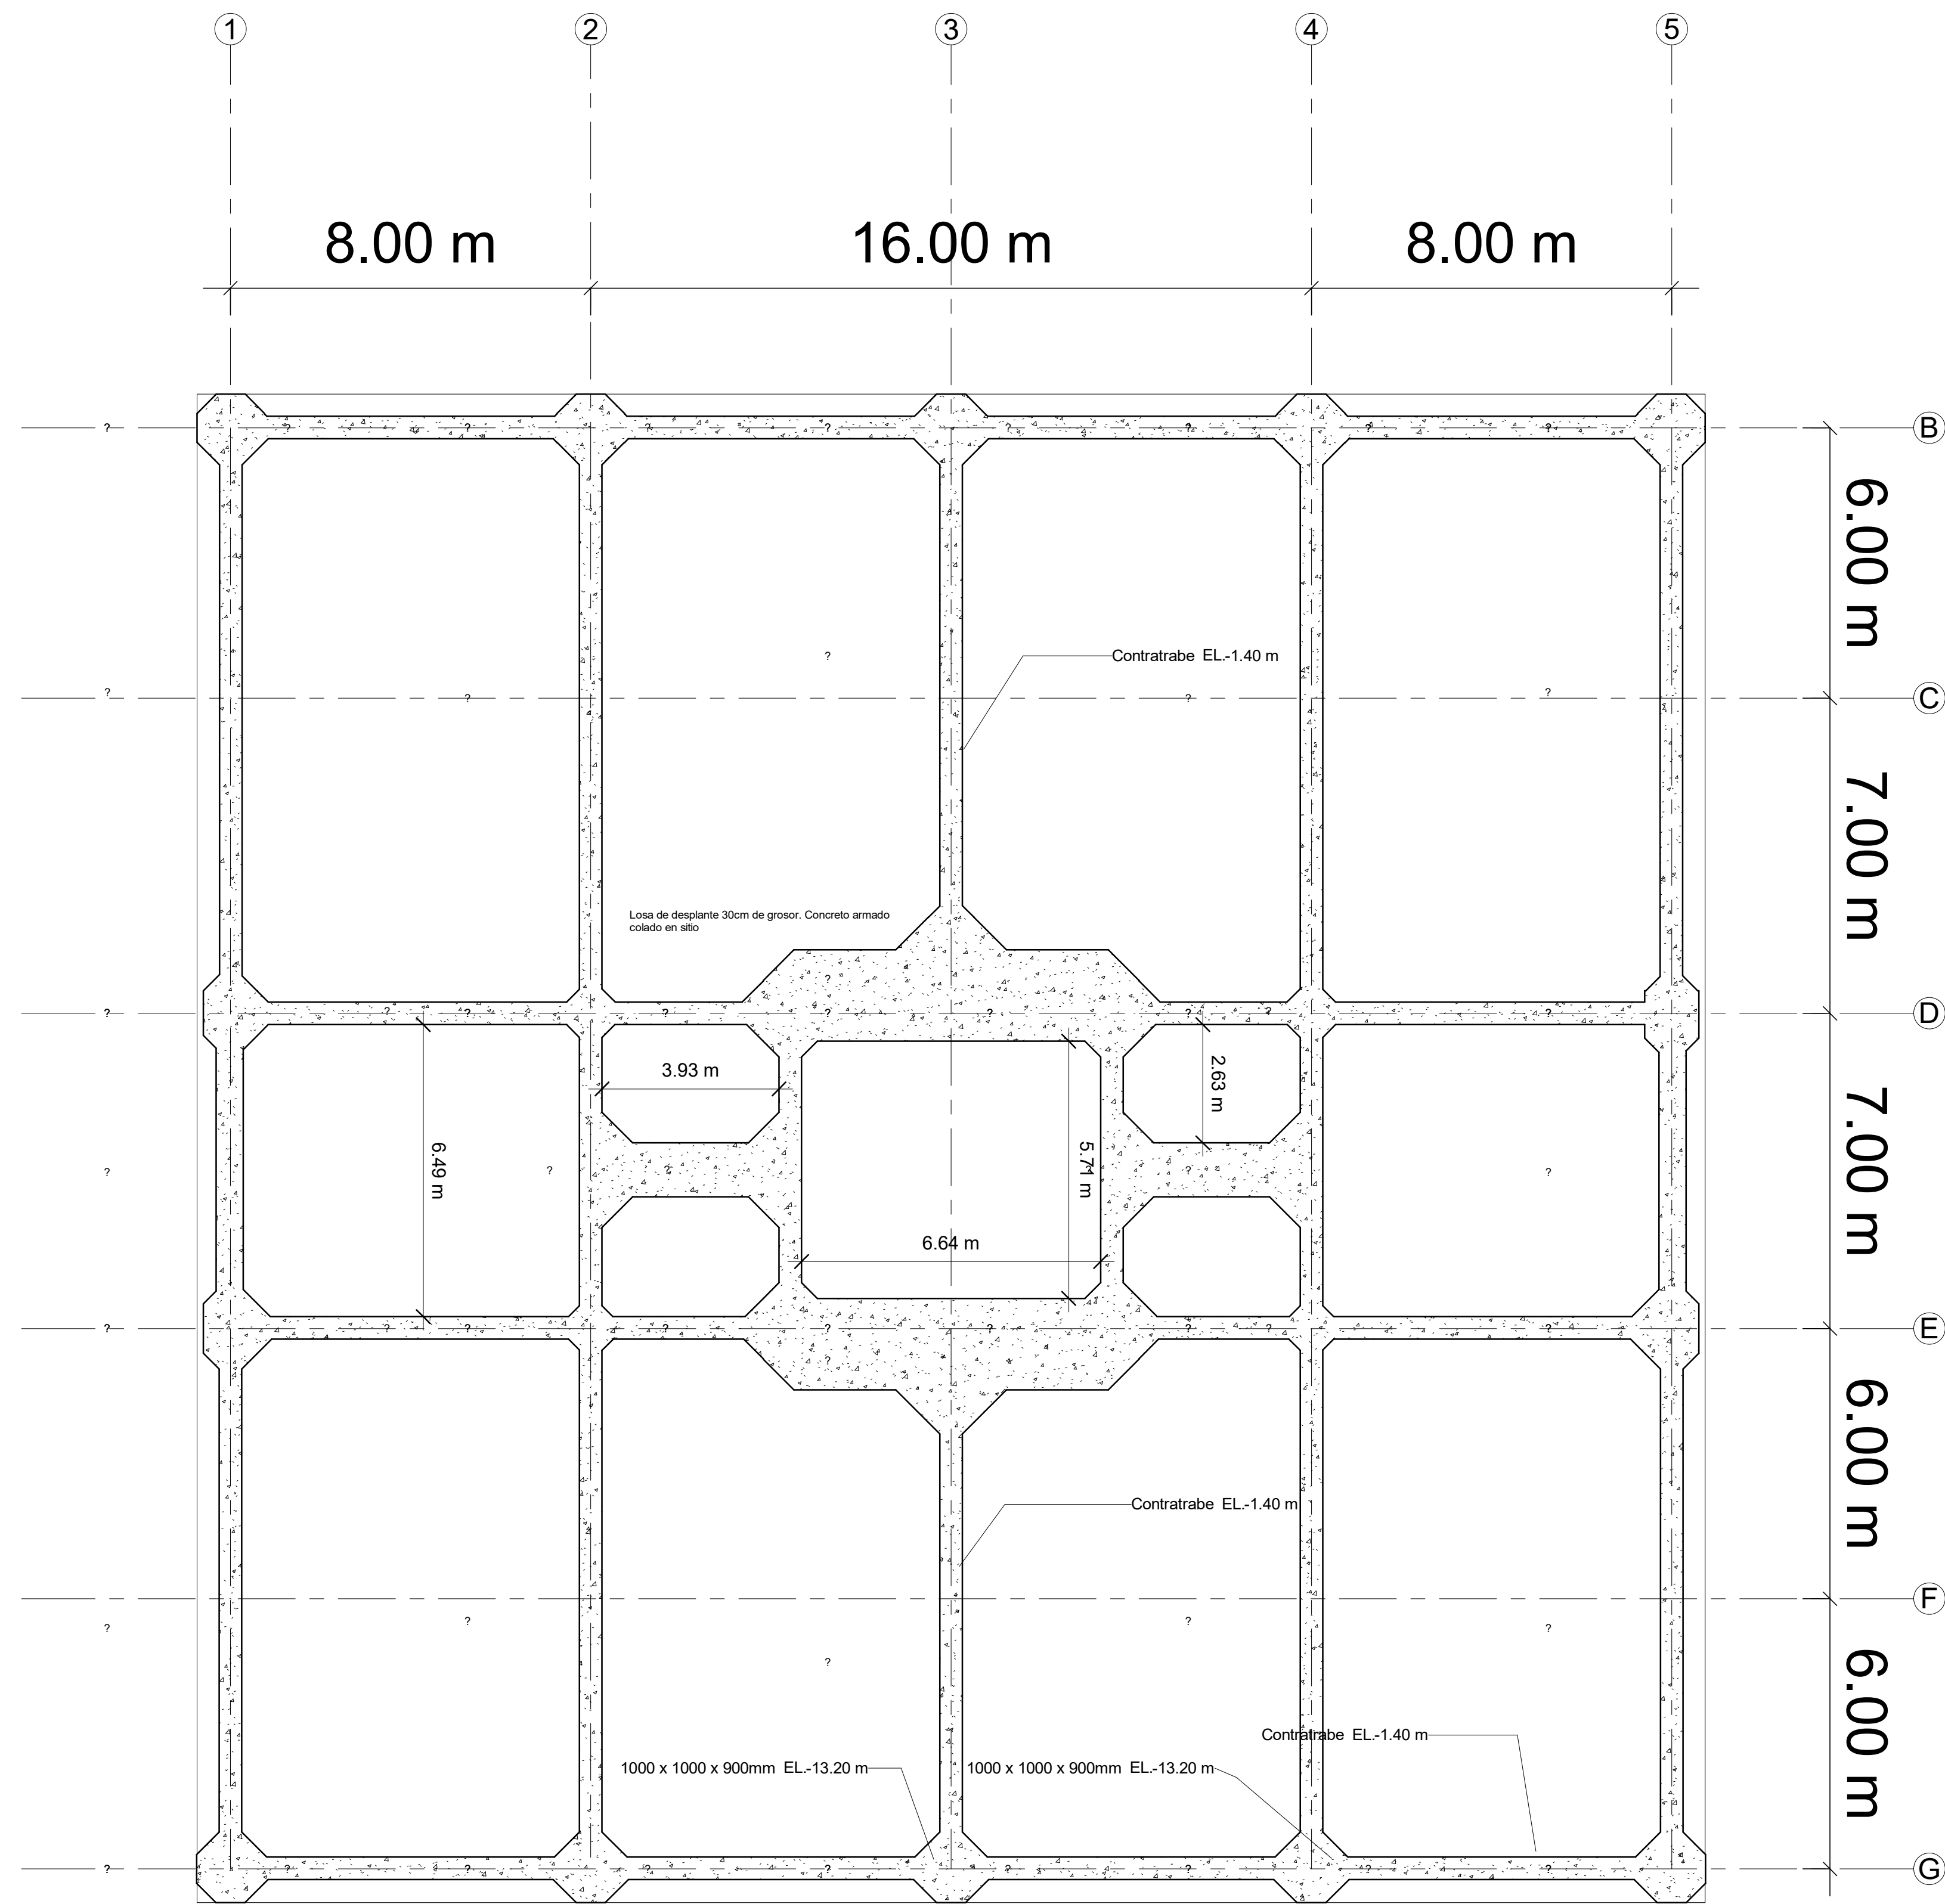 1 2 3 4 5
8.00 m 16.00 m 8.00 m
B
6.00 m
Contratrabe EL.-1.40 m
C
7.00 m
Losa de desplante 30cm de grosor. Concreto armado
colado en sitio
D
3.93 m
2.63 m
6.49 m
5.71 m
7.00 m
6.64 m
E
6.00 m
Contratrabe EL.-1.40 m
F
6.00 m
Contratrabe EL.-1.40 m
1000 x 1000 x 900mm EL.-13.20 m
1000 x 1000 x 900mm EL.-13.20 m
G